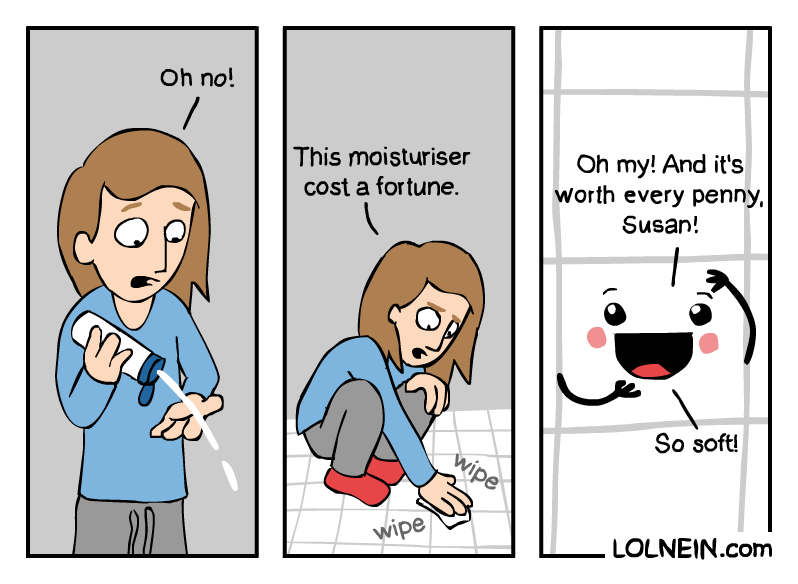 Oh no!
This moisturiser
cost a fortune.
wipe
wipe
Oh my! And it's
worth every penny,
Susan!
So soft!
LOLNEIN.com